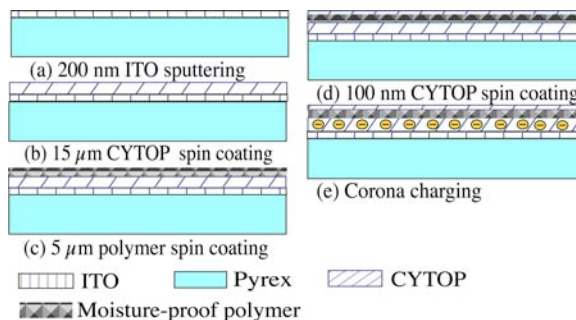 (a) 200 nm ITO sputtering
(b) 15 µm CYTOP spin coating
(c) 5 µm polymer spin coating
(d) 100 nm CYTOP spin coating
(e) Corona charging
ITO
Pyrex
CYTOP
Moisture-proof polymer